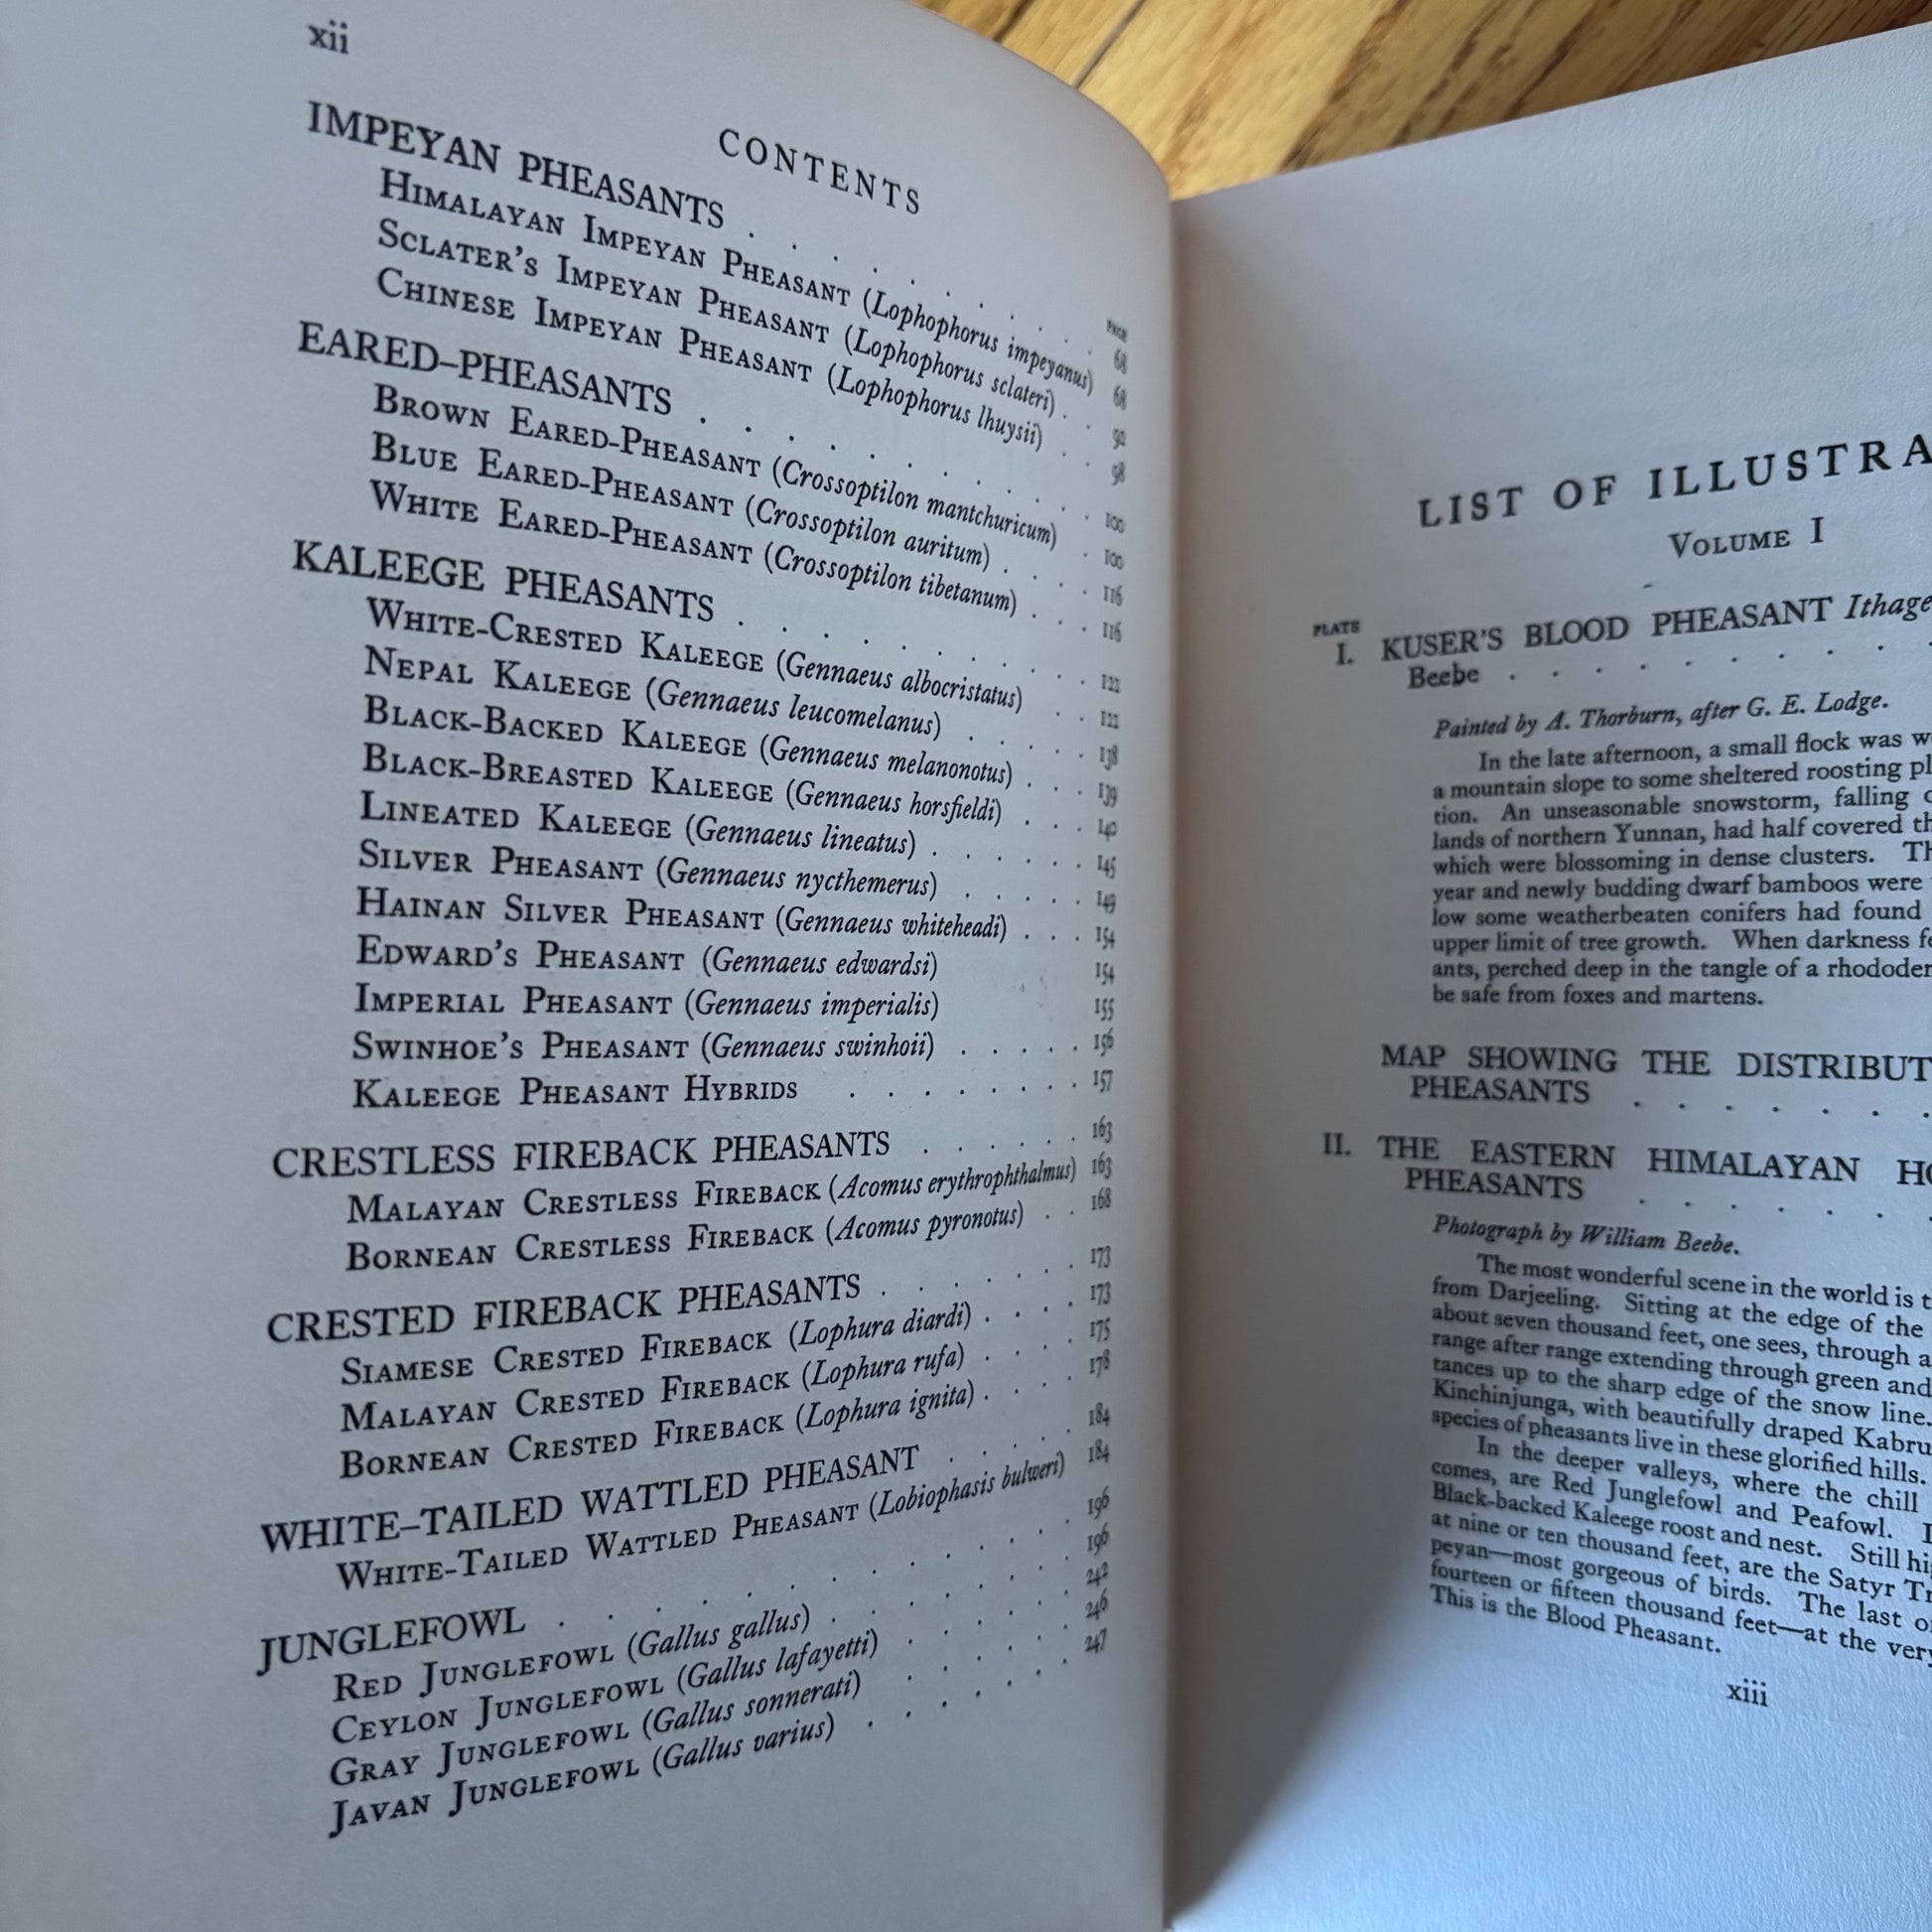 xii
CONTENTS
PAGE
IMPEYAN PHEASANTS . . . . . . . . . 68
HIMALAYAN IMPEYAN PHEASANT (Lophophorus impeyanus) 68
SCLATER'S IMPEYAN PHEASANT (Lophophorus sclateri) . .
CHINESE IMPEYAN PHEASANT (Lophophorus lhuysii) . . 98
EARED-PHEASANTS . . . . . . . . . . 100
BROWN EARED-PHEASANT (Crossoptilon mantchuricum) . 100
BLUE EARED-PHEASANT (Crossoptilon auritum) . . . 116
WHITE EARED-PHEASANT (Crossoptilon tibetanum) . . 116
KALEEGE PHEASANTS . . . . . . . . . 122
WHITE-CRESTED KALEEGE (Gennaeus albocristatus) . . 122
NEPAL KALEEGE (Gennaeus leucomelanus) . . . . 138
BLACK-BACKED KALEEGE (Gennaeus melanonotus) . . . 139
BLACK-BREASTED KALEEGE (Gennaeus horsfieldi) . . . 140
LINEATED KALEEGE (Gennaeus lineatus) . . . . . 145
SILVER PHEASANT (Gennaeus nycthemerus) . . . . 149
HAINAN SILVER PHEASANT (Gennaeus whiteheadi) . . . 154
EDWARD'S PHEASANT (Gennaeus edwardsi) 154
IMPERIAL PHEASANT (Gennaeus imperialis) 155
SWINHOE'S PHEASANT (Gennaeus swinhoii) . . . . . 156
KALEEGE PHEASANT HYBRIDS . . . . . . . 157
CRESTLESS FIREBACK PHEASANTS . . . . . 163
MALAYAN CRESTLESS FIREBACK (Acomus erythrophthalmus) 163
BORNEAN CRESTLESS FIREBACK (Acomus pyronotus) . . 168
CRESTED FIREBACK PHEASANTS . . . . . . 173
SIAMESE CRESTED FIREBACK (Lophura diardi) . . . . 173
MALAYAN CRESTED FIREBACK (Lophura rufa) . . . 175
BORNEAN CRESTED FIREBACK (Lophura ignita) . . . . 178
WHITE-TAILED WATTLED PHEASANT . . . . 184
WHITE-TAILED WATTLED PHEASANT (Lobiophasis bulweri) 184
JUNGLEFOWL . . . . . . . . . . . 196
RED JUNGLEFOWL (Gallus gallus) . . . . . . . 196
CEYLON JUNGLEFOWL (Gallus lafayetti) . . . . . 242
GRAY JUNGLEFOWL (Gallus sonnerati) . . . . . 246
JAVAN JUNGLEFOWL (Gallus varius) . . . . . . 247
LIST OF ILLUSTRA
VOLUME I
PLATE
I. KUSER'S BLOOD PHEASANT Ithage
Beebe . . . . . . . .
Painted by A. Thorburn, after G. E. Lodge.
In the late afternoon, a small flock was w
a mountain slope to some sheltered roosting pl
tion. An unseasonable snowstorm, falling
lands of northern Yunnan, had half covered th
which were blossoming in dense clusters. Th
year and newly budding dwarf bamboos were
low some weatherbeaten conifers had found
upper limit of tree growth. When darkness fe
ants, perched deep in the tangle of a rhododen
be safe from foxes and martens.
MAP SHOWING THE DISTRIBUT
PHEASANTS . . . . . . .
II. THE EASTERN HIMALAYAN HO
PHEASANTS . . . . . .
Photograph by William Beebe.
The most wonderful scene in the world is t
from Darjeeling. Sitting at the edge of the
about seven thousand feet, one sees, through a
range after range extending through green and
tances up to the sharp edge of the snow line.
Kinchinjunga, with beautifully draped Kabru
species of pheasants live in these glorified hills.
In the deeper valleys, where the chill
comes, are Red Junglefowl and Peafowl. I
Black-backed Kaleege roost and nest. Still hi
at nine or ten thousand feet, are the Satyr Tr
peyan—most gorgeous of birds. The last o
fourteen or fifteen thousand feet—at the very
This is the Blood Pheasant.
xiii